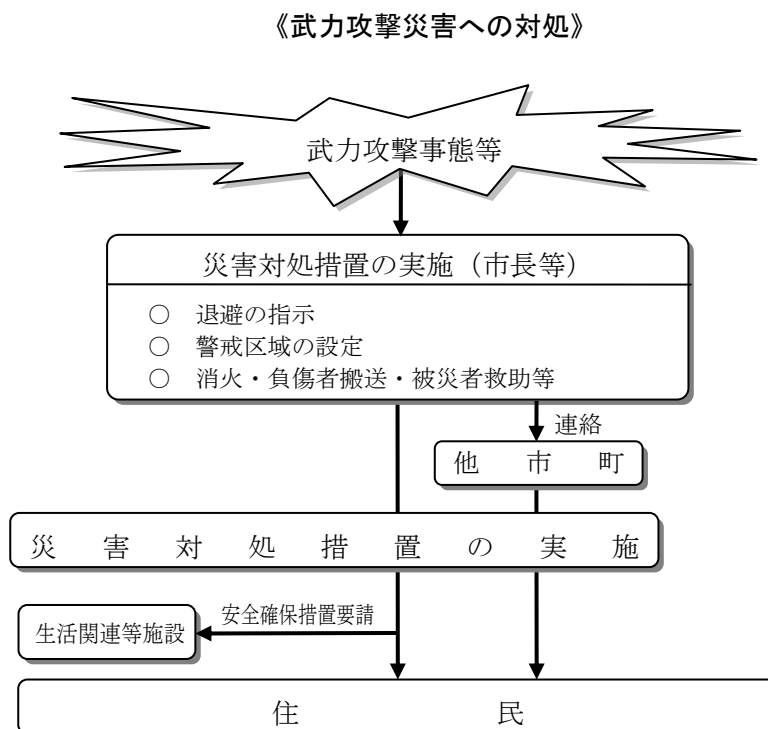 《武力攻撃災害への対処》
武力攻撃事態等
災害対処措置の実施（市長等）
○ 退避の指示
○ 警戒区域の設定
○ 消火・負傷者搬送・被災者救助等
連絡
他 市 町
災 害 対 処 措 置 の 実 施
安全確保措置要請
生活関連等施設
住 民